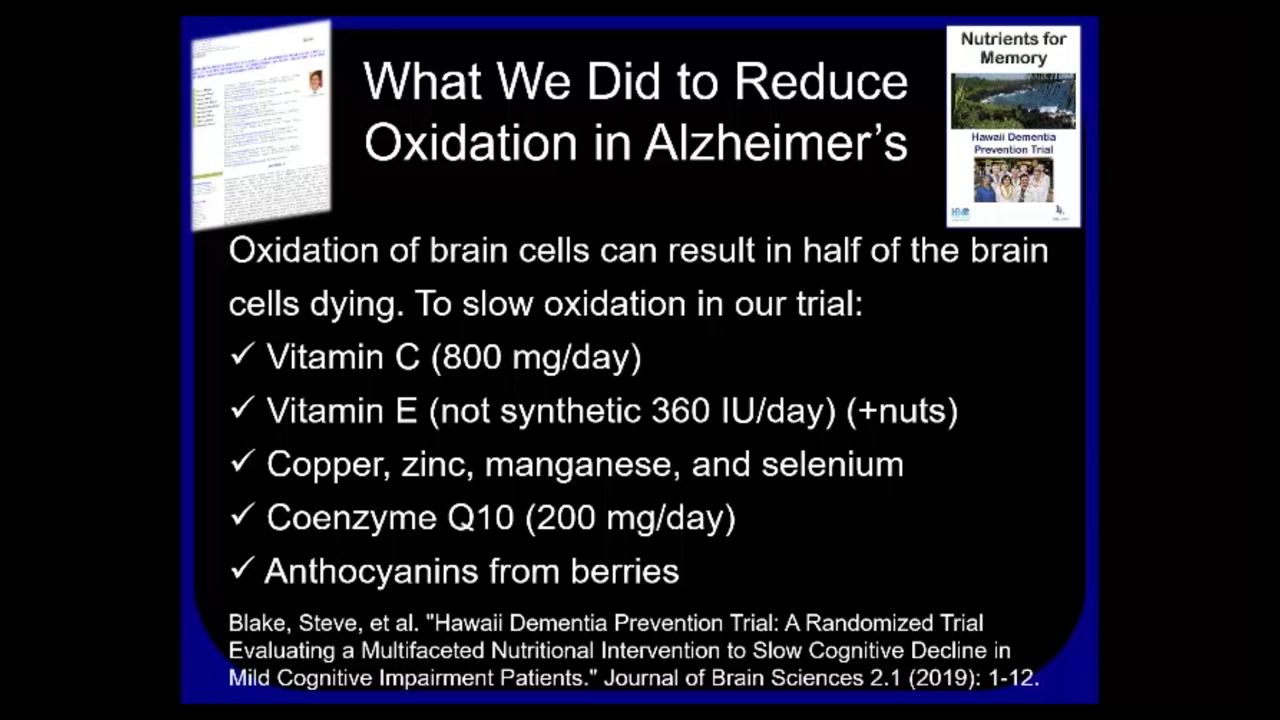 What We Did to Reduce
Oxidation in Alzheimer’s
Nutrients for
Memory
Hawaii Dementia
Prevention Trial
Oxidation of brain cells can result in half of the brain
cells dying. To slow oxidation in our trial:
✓ Vitamin C (800 mg/day)
✓ Vitamin E (not synthetic 360 IU/day) (+nuts)
✓ Copper, zinc, manganese, and selenium
✓ Coenzyme Q10 (200 mg/day)
✓ Anthocyanins from berries
Blake, Steve, et al. "Hawaii Dementia Prevention Trial: A Randomized Trial
Evaluating a Multifaceted Nutritional Intervention to Slow Cognitive Decline in
Mild Cognitive Impairment Patients." Journal of Brain Sciences 2.1 (2019): 1-12.